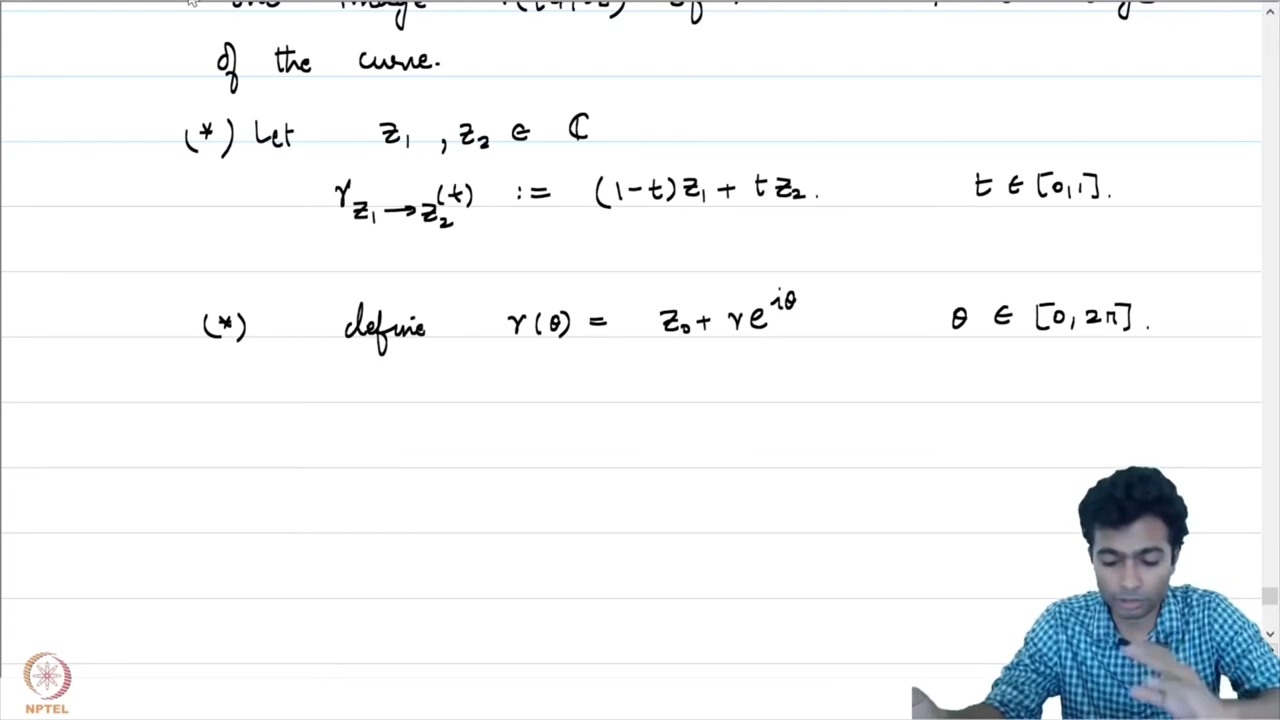 of the curve.
(*) Let z₁ , z₂ ∈ ℂ
γ_{z₁→z₂}(t) := (1-t)z₁ + tz₂. t ∈ [0,1].
(*) define γ(θ) = z₀ + re^{iθ} θ ∈ [0, 2π].
NPTEL